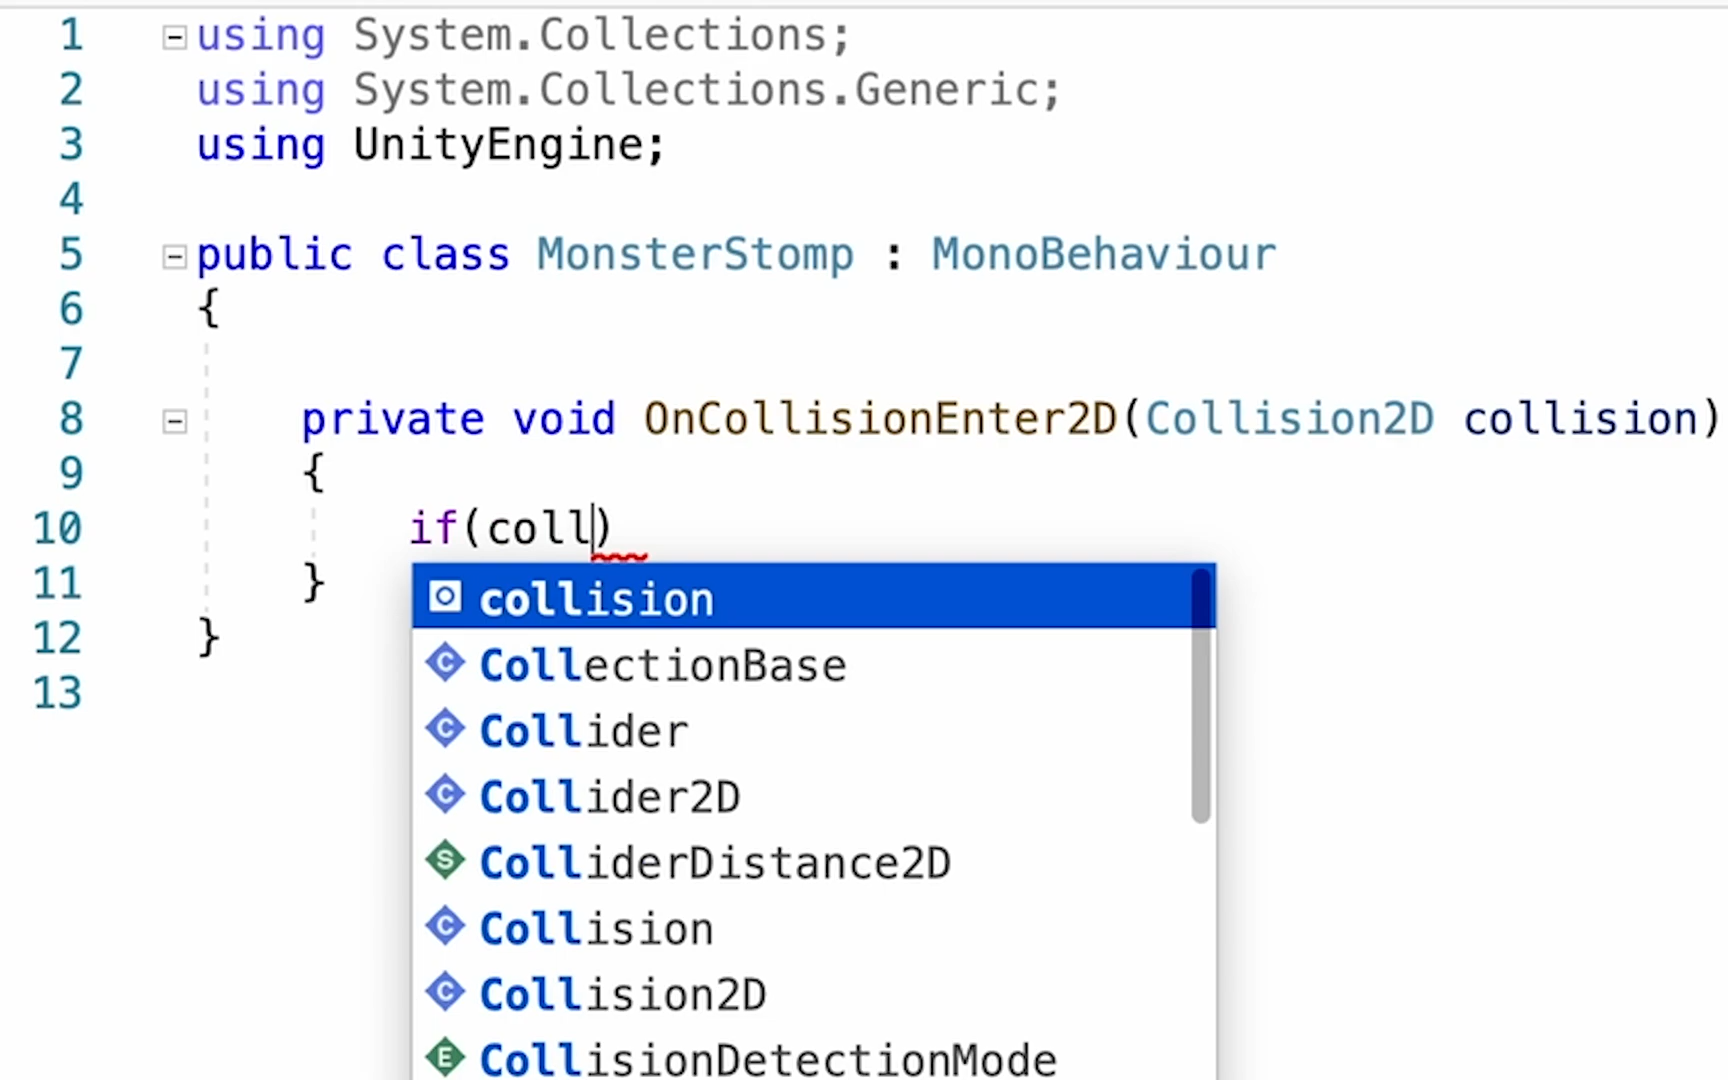 1 using System.Collections;
2 using System.Collections.Generic;
3 using UnityEngine;
4
5 public class MonsterStomp : MonoBehaviour
6 {
7
8 private void OnCollisionEnter2D(Collision2D collision)
9 {
10 if(coll)
11 }
12 }
13
collision
C CollectionBase
C Collider
C Collider2D
S ColliderDistance2D
C Collision
C Collision2D
E CollisionDetectionMode